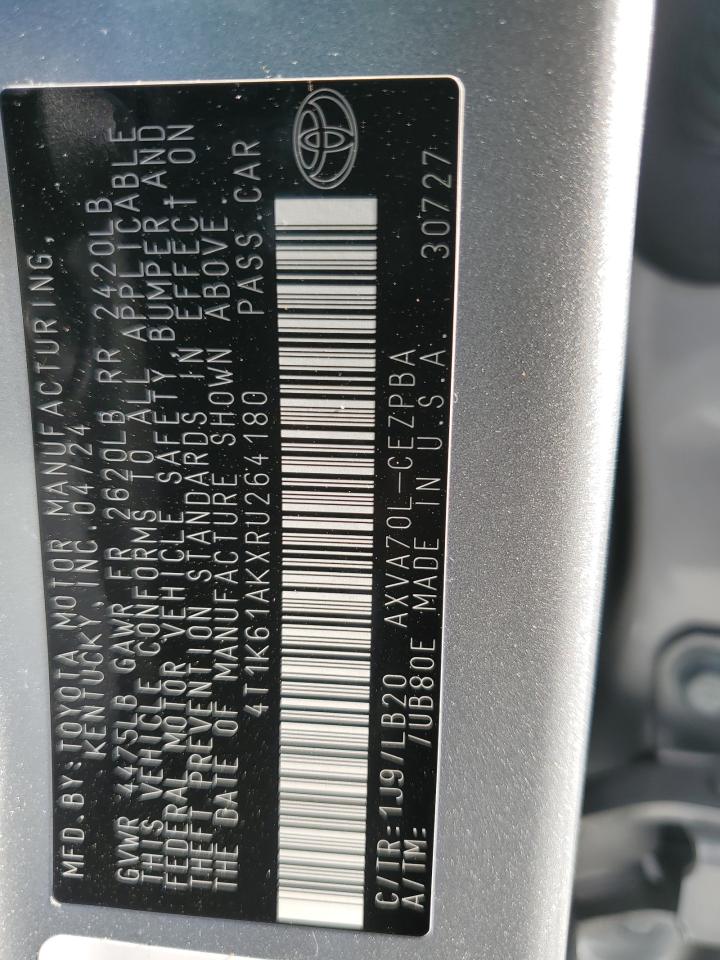 MFD.BY:TOYOTA MOTOR MANUFACTURING,
KENTUCKY, INC. 04/24
GVWR 4475LB GAWR FR 2620LB RR 2420LB
THIS VEHICLE CONFORMS TO ALL APPLICABLE
FEDERAL MOTOR VEHICLE SAFETY, BUMPER AND
THEFT PREVENTION STANDARDS IN EFFECT ON
THE DATE OF MANUFACTURE SHOWN ABOVE.
4T1K61AKXRU264180 PASS.CAR
C/TR:1J9/LB20 AXVA70L-CEZPBA
A/TM: /UB80E MADE IN U.S.A. 30727